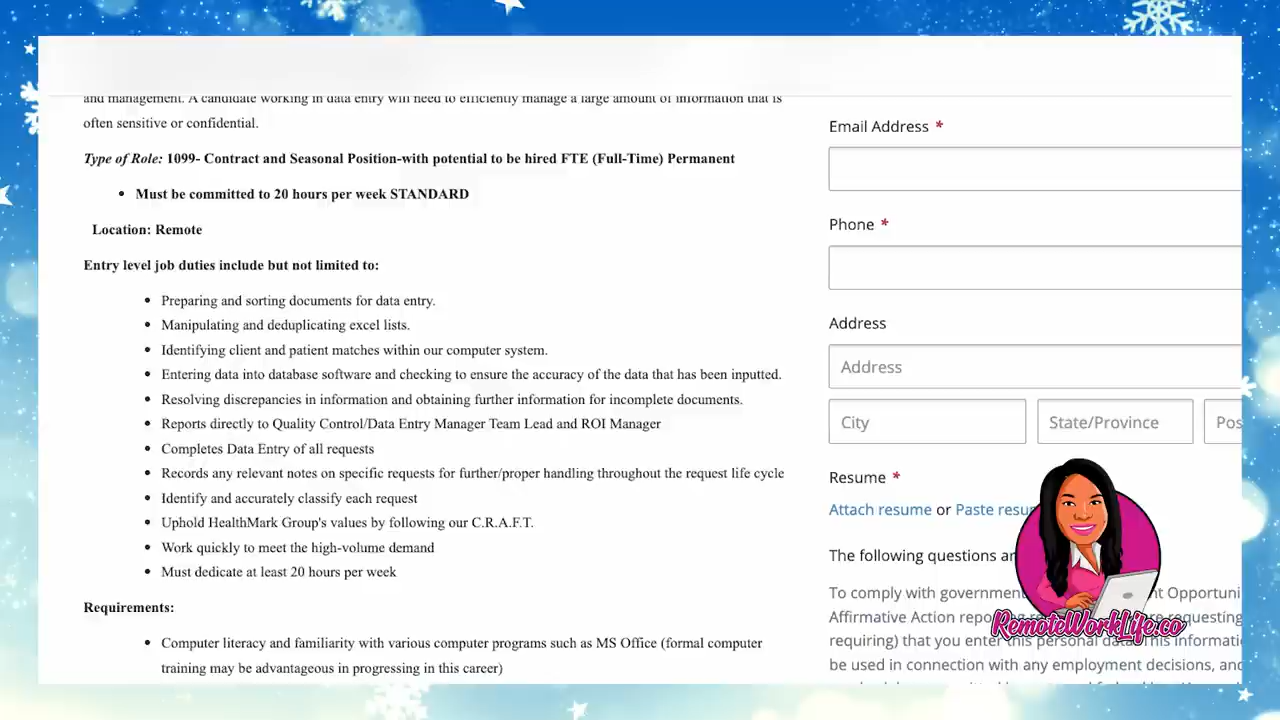 and management. A candidate working in data entry will need to efficiently manage a large amount of information that is
often sensitive or confidential.
Type of Role: 1099- Contract and Seasonal Position-with potential to be hired FTE (Full-Time) Permanent
• Must be committed to 20 hours per week STANDARD
Location: Remote
Entry level job duties include but not limited to:
• Preparing and sorting documents for data entry.
• Manipulating and deduplicating excel lists.
• Identifying client and patient matches within our computer system.
• Entering data into database software and checking to ensure the accuracy of the data that has been inputted.
• Resolving discrepancies in information and obtaining further information for incomplete documents.
• Reports directly to Quality Control/Data Entry Manager Team Lead and ROI Manager
• Completes Data Entry of all requests
• Records any relevant notes on specific requests for further/proper handling throughout the request life cycle
• Identify and accurately classify each request
• Uphold HealthMark Group's values by following our C.R.A.F.T.
• Work quickly to meet the high-volume demand
• Must dedicate at least 20 hours per week
Requirements:
• Computer literacy and familiarity with various computer programs such as MS Office (formal computer
training may be advantageous in progressing in this career)
Email Address *
Phone *
Address
Address
City State/Province Pos
Resume *
Attach resume or Paste resu
The following questions
To comply with government Opportuni
Affirmative Action requesting
requiring) that you enter this personal data.
be used in connection with any employment decisions, and
RemoteWorkLife.co